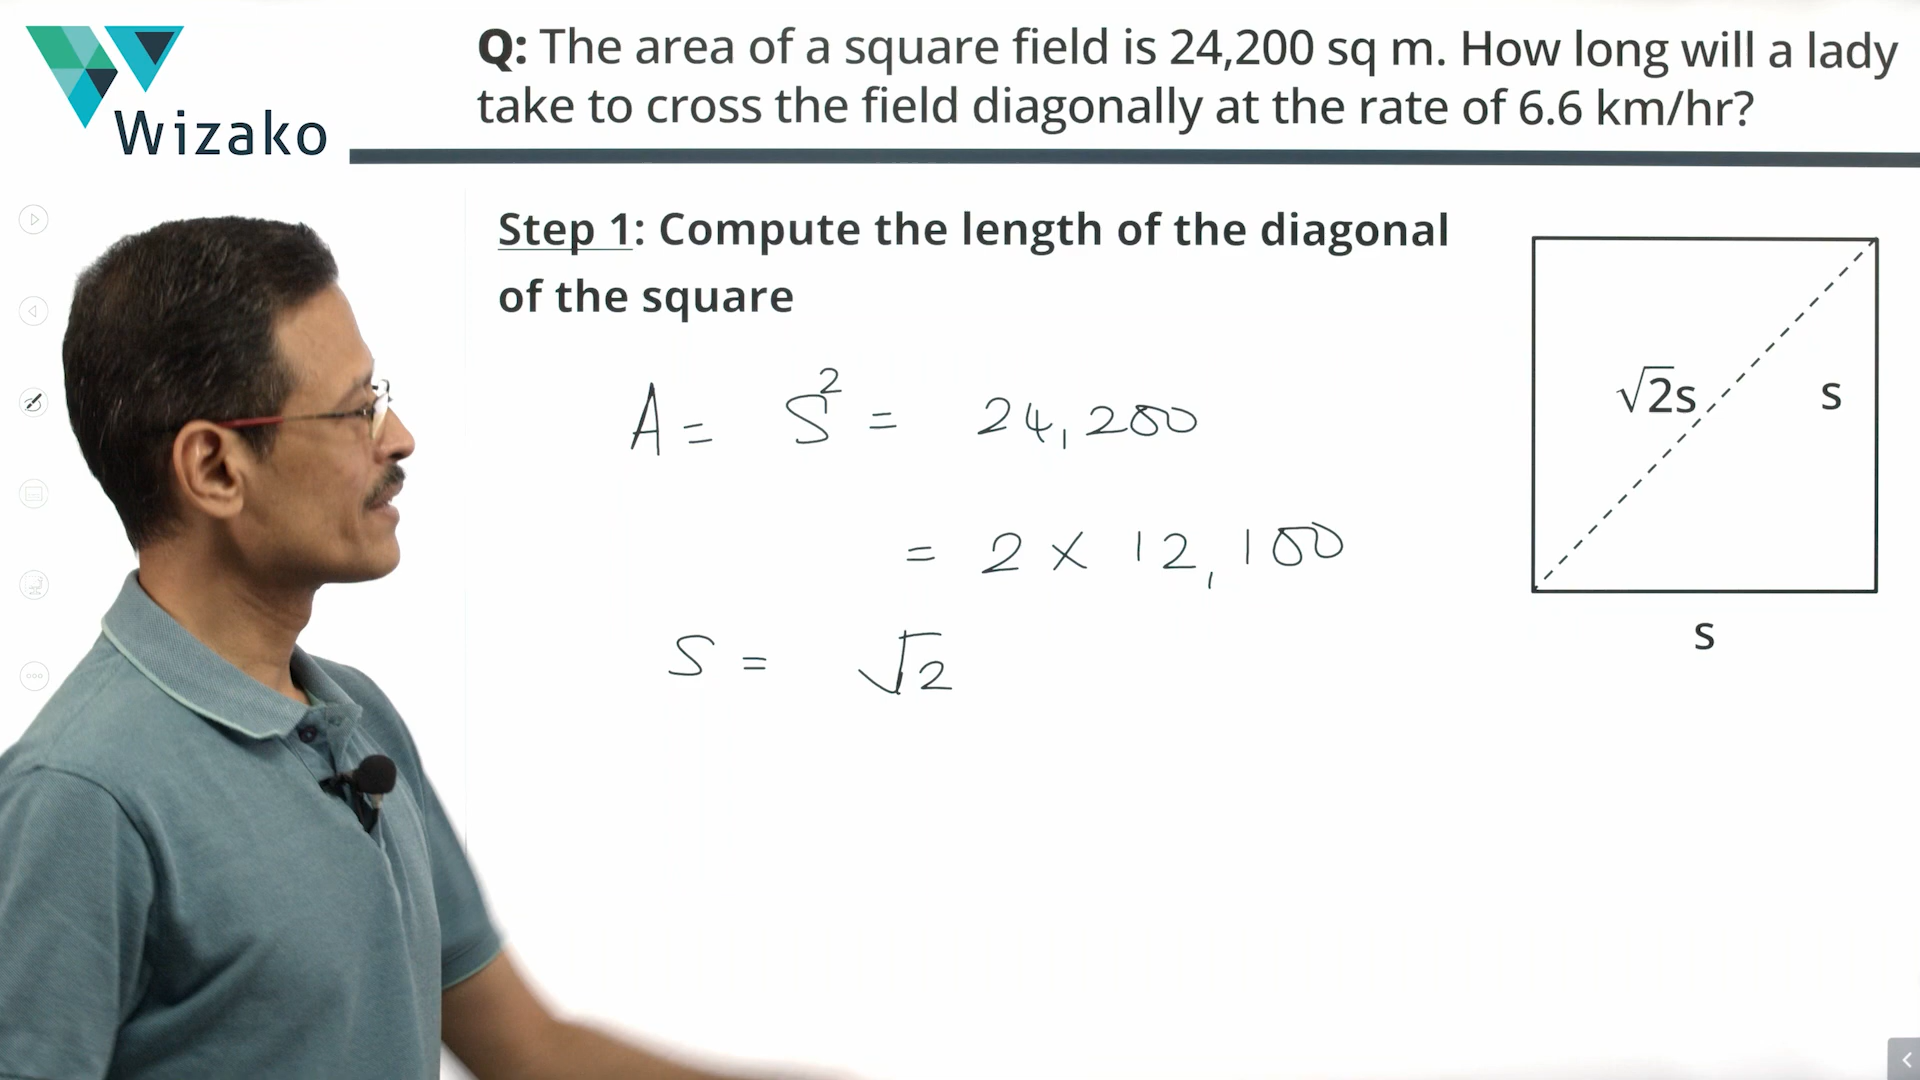 Wizako
Q: The area of a square field is 24,200 sq m. How long will a lady
take to cross the field diagonally at the rate of 6.6 km/hr?
Step 1: Compute the length of the diagonal
of the square
A = S² = 24,200
= 2 × 12,100
S = √2
√2s
s
s